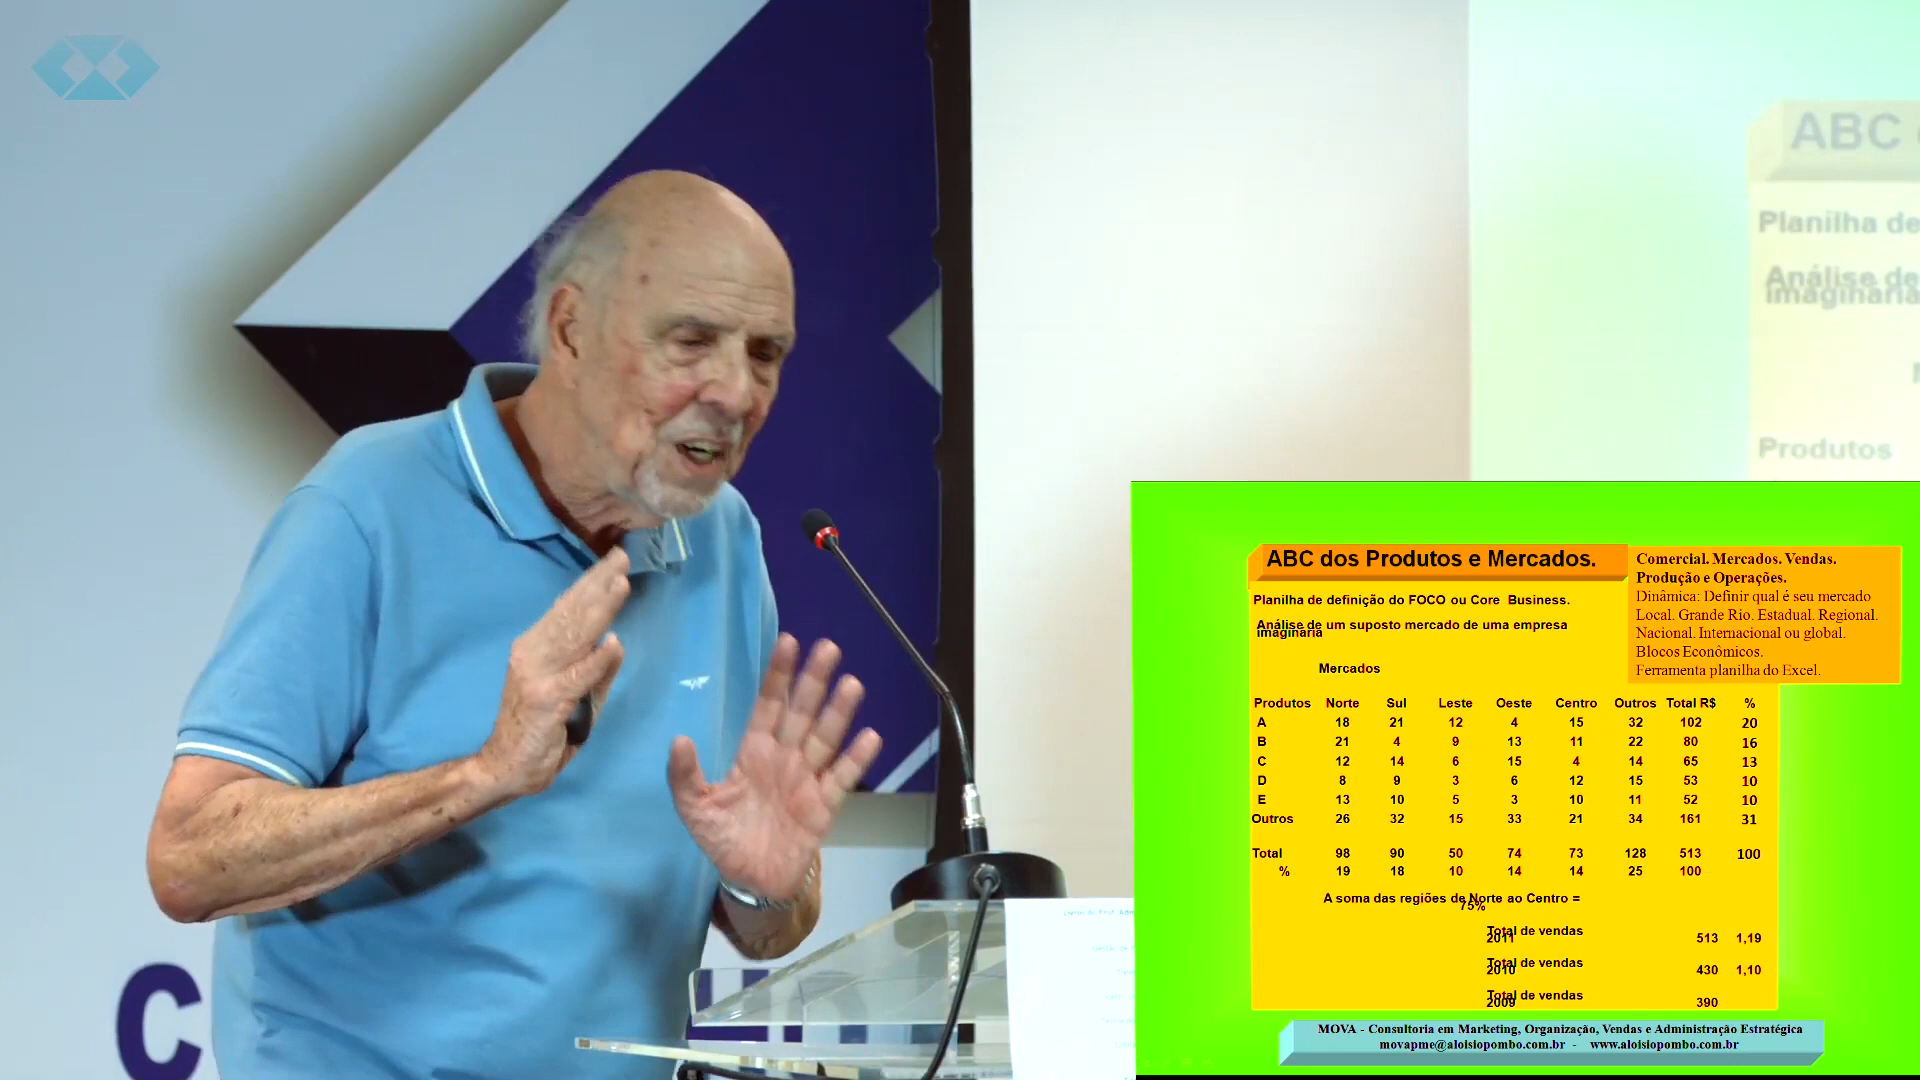 ABC
Planilha de
Análise de
imaginária
Produtos
C
ABC dos Produtos e Mercados.
Planilha de definição do FOCO ou Core Business.
Análise de um suposto mercado de uma empresa
imaginária
Comercial. Mercados. Vendas.
Produção e Operações.
Dinâmica: Definir qual é seu mercado
Local. Grande Rio. Estadual. Regional.
Nacional. Internacional ou global.
Blocos Econômicos.
Ferramenta planilha do Excel.
Mercados
Produtos Norte Sul Leste Oeste Centro Outros Total R$ %
A 18 21 12 4 15 32 102 20
B 21 4 9 13 11 22 80 16
C 12 14 6 15 4 14 65 13
D 8 9 3 6 12 15 53 10
E 13 10 5 3 10 11 52 10
Outros 26 32 15 33 21 34 161 31
Total 98 90 50 74 73 128 513 100
% 19 18 10 14 14 25 100
A soma das regiões de Norte ao Centro =
75%
Total de vendas
2011 513 1,19
Total de vendas
2010 430 1,10
Total de vendas
2009 390
MOVA - Consultoria em Marketing, Organização, Vendas e Administração Estratégica
movapme@aloisiopombo.com.br - www.aloisiopombo.com.br